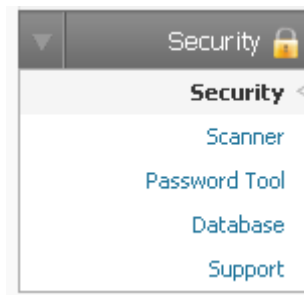 Security
Security
Scanner
Password Tool
Database
Support